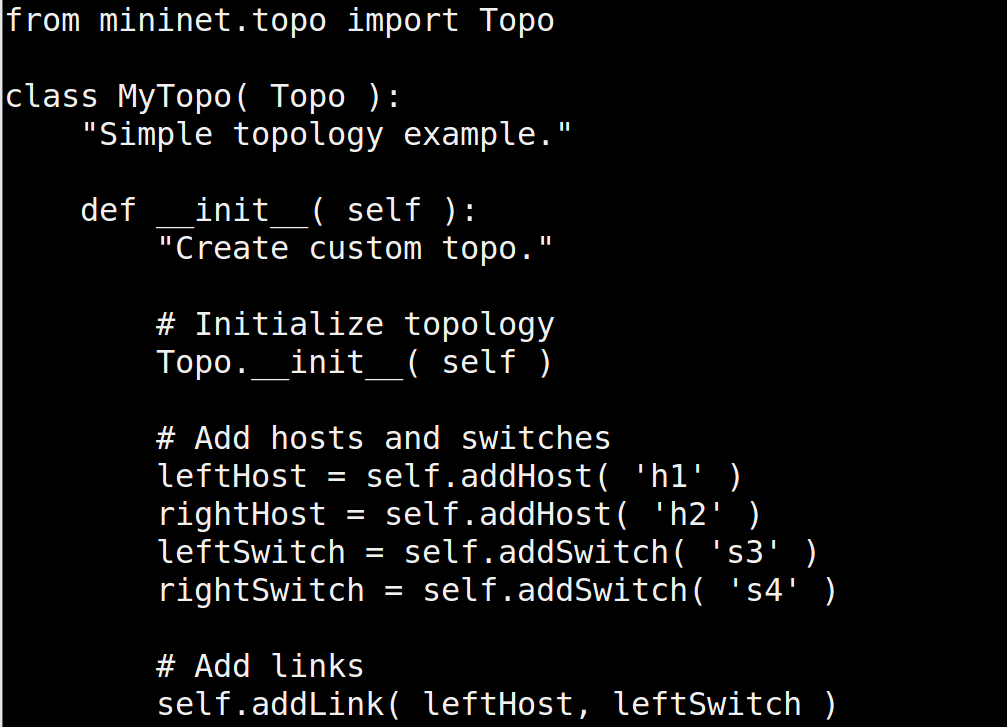 from mininet.topo import Topo
class MyTopo( Topo ):
"Simple topology example."
def __init__( self ):
"Create custom topo."
# Initialize topology
Topo.__init__( self )
# Add hosts and switches
leftHost = self.addHost( 'h1' )
rightHost = self.addHost( 'h2' )
leftSwitch = self.addSwitch( 's3' )
rightSwitch = self.addSwitch( 's4' )
# Add links
self.addLink( leftHost, leftSwitch )